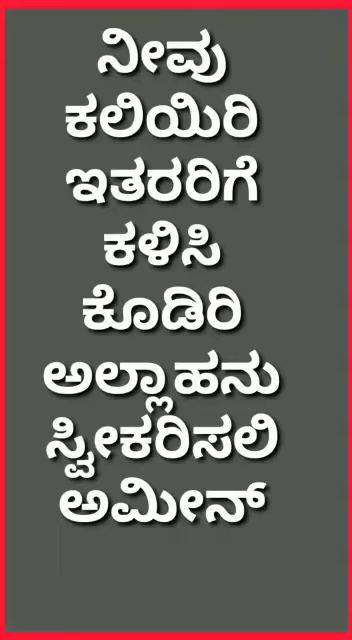 ನೀವು
ಕಲಿಯಿರಿ
ಇತರರಿಗೆ
ಕಳಿಸಿ
ಕೊಡಿರಿ
ಅಲ್ಲಾಹನು
ಸ್ವೀಕರಿಸಲಿ
ಅಮೀನ್